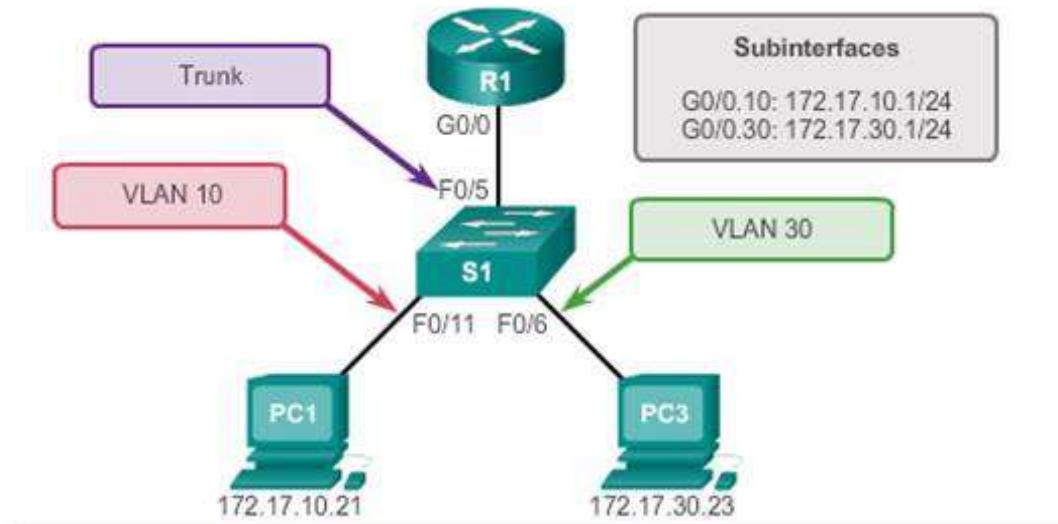 Trunk
R1
Subinterfaces
G0/0.10: 172.17.10.1/24
G0/0.30: 172.17.30.1/24
G0/0
VLAN 10
F0/5
VLAN 30
S1
F0/11
F0/6
PC1
PC3
172.17.10.21
172.17.30.23